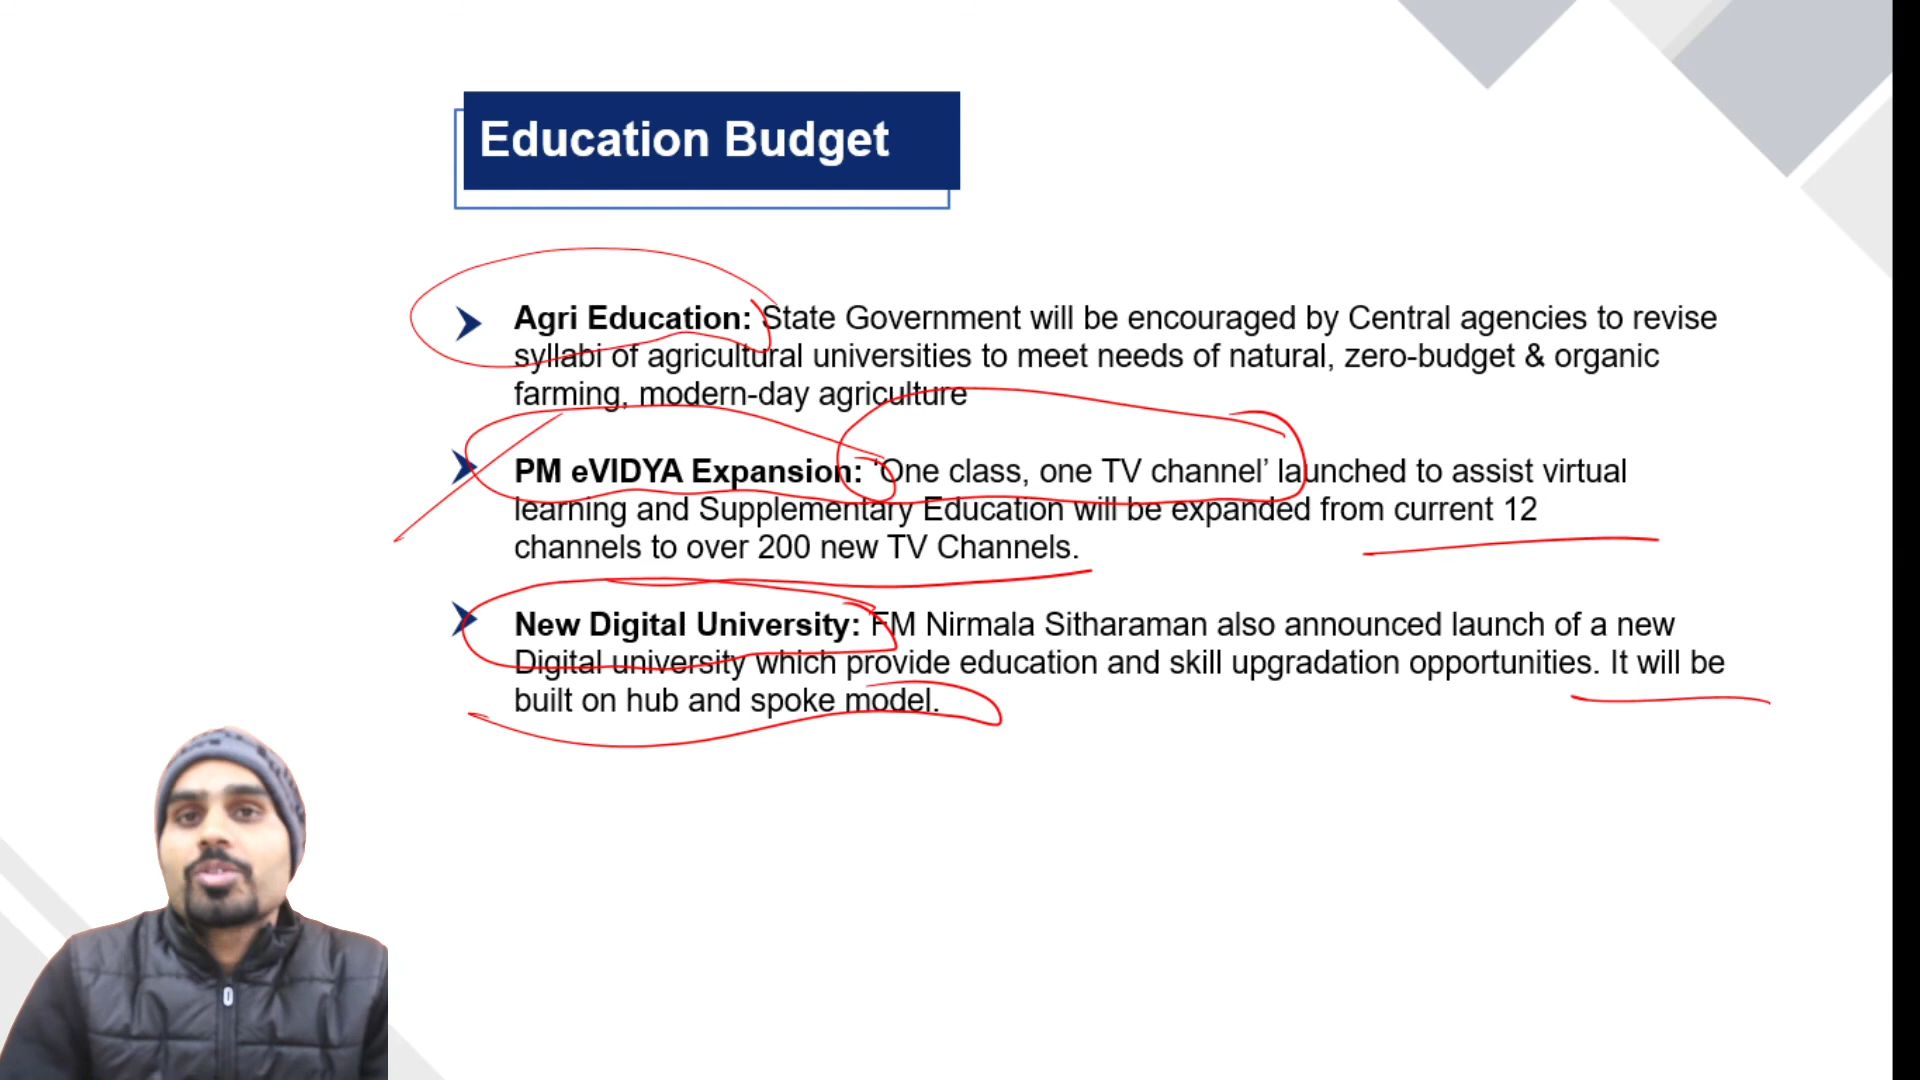 Education Budget
Agri Education: State Government will be encouraged by Central agencies to revise
syllabi of agricultural universities to meet needs of natural, zero-budget & organic
farming, modern-day agriculture
PM eVIDYA Expansion: ‘One class, one TV channel’ launched to assist virtual
learning and Supplementary Education will be expanded from current 12
channels to over 200 new TV Channels.
New Digital University: FM Nirmala Sitharaman also announced launch of a new
Digital university which provide education and skill upgradation opportunities. It will be
built on hub and spoke model.